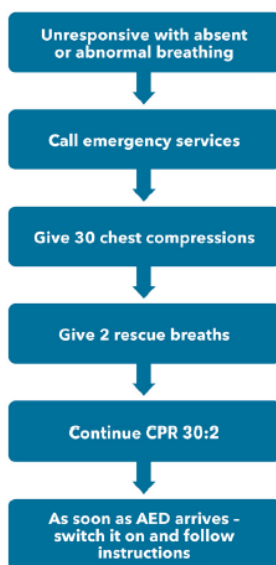 Unresponsive with absent
or abnormal breathing
Call emergency services
Give 30 chest compressions
Give 2 rescue breaths
Continue CPR 30:2
As soon as AED arrives –
switch it on and follow
instructions